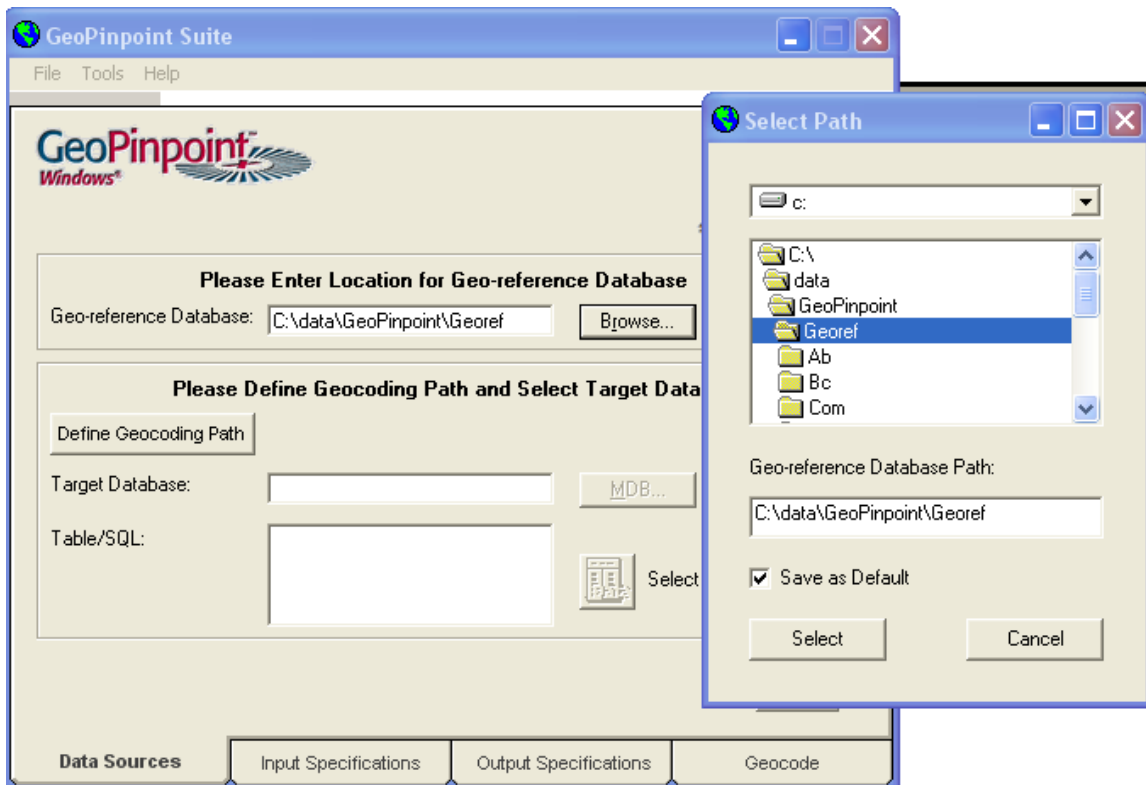 GeoPinpoint Suite
File Tools Help
GeoPinpoint
Windows®
Please Enter Location for Geo-reference Database
Geo-reference Database: C:\data\GeoPinpoint\Georef Browse...
Please Define Geocoding Path and Select Target Data
Define Geocoding Path
Target Database: MDB...
Table/SQL:
Select
Data Sources Input Specifications Output Specifications Geocode
Select Path
c:
C:\
data
GeoPinpoint
Georef
Ab
Bc
Com
Geo-reference Database Path:
C:\data\GeoPinpoint\Georef
Save as Default
Select Cancel